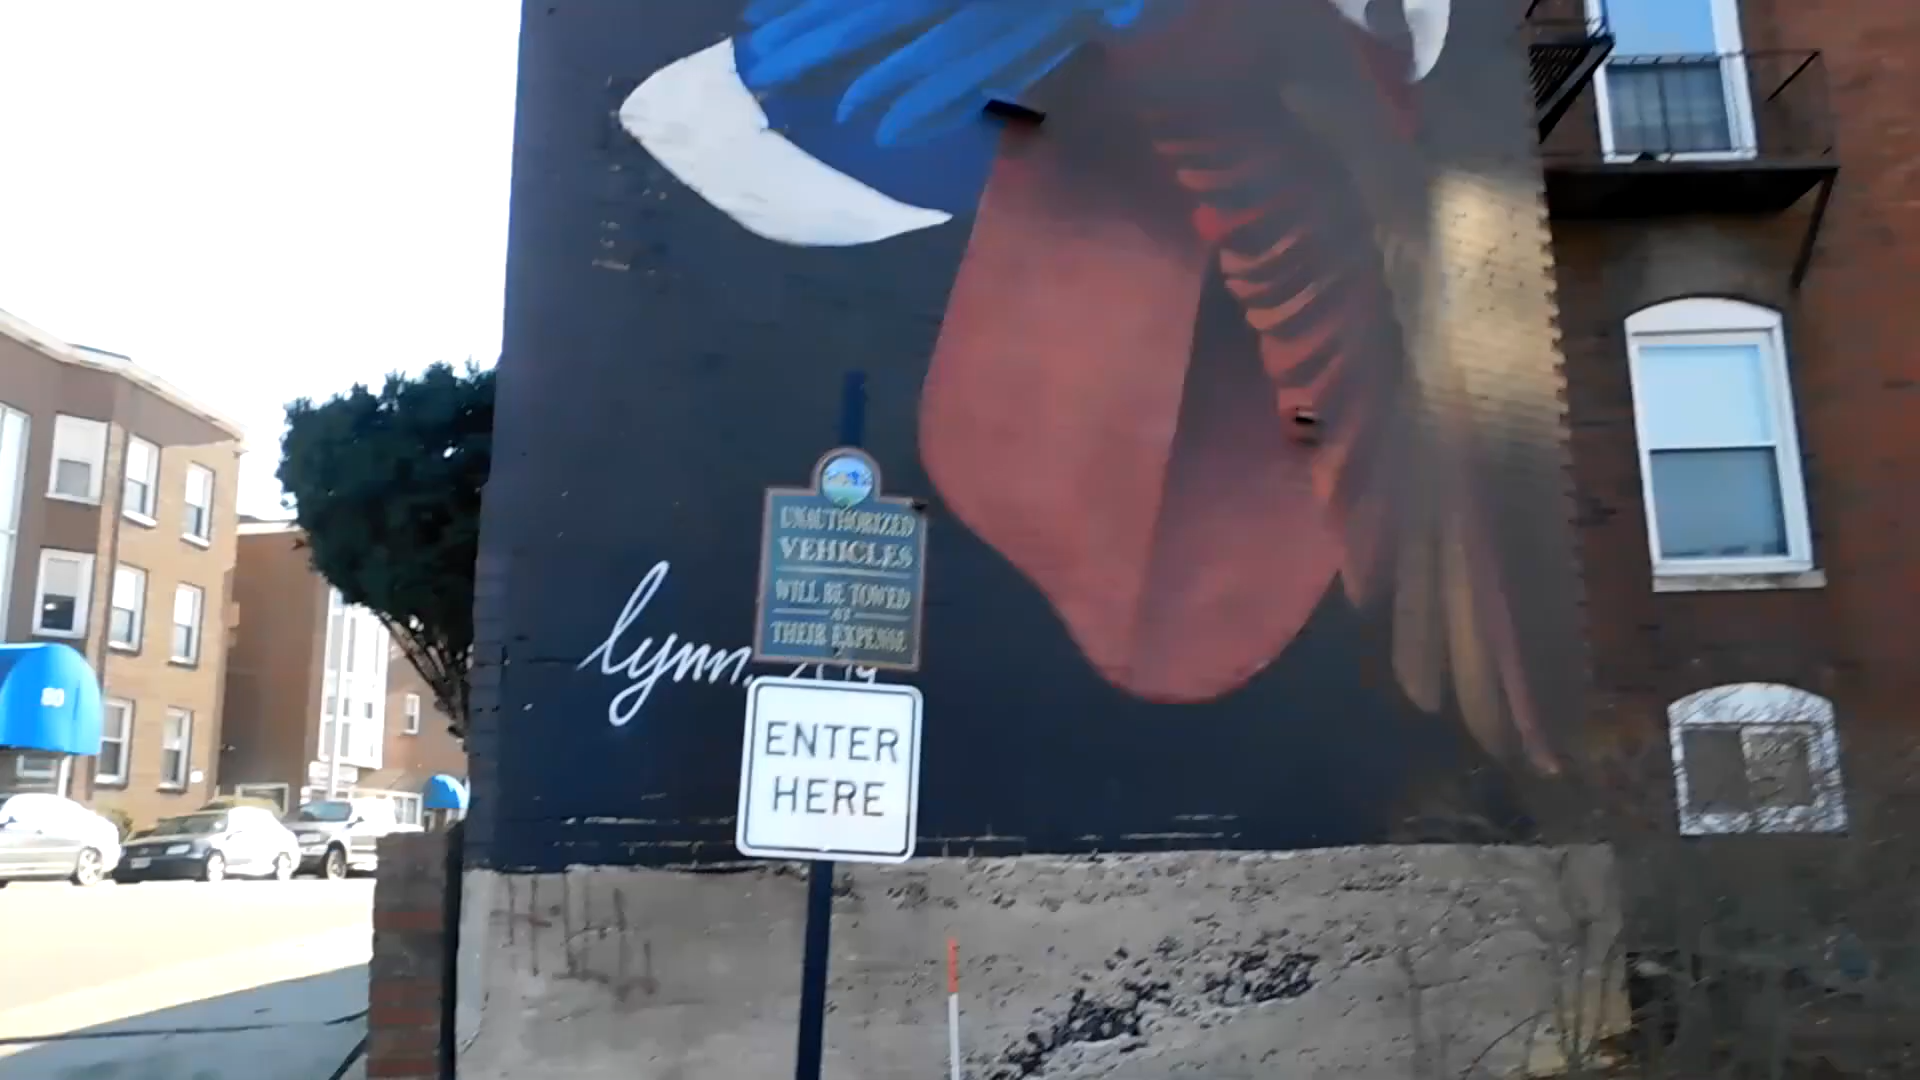 UNAUTHORIZED
VEHICLES
WILL BE TOWED
AT
THEIR EXPENSE
lynn.
ENTER
HERE